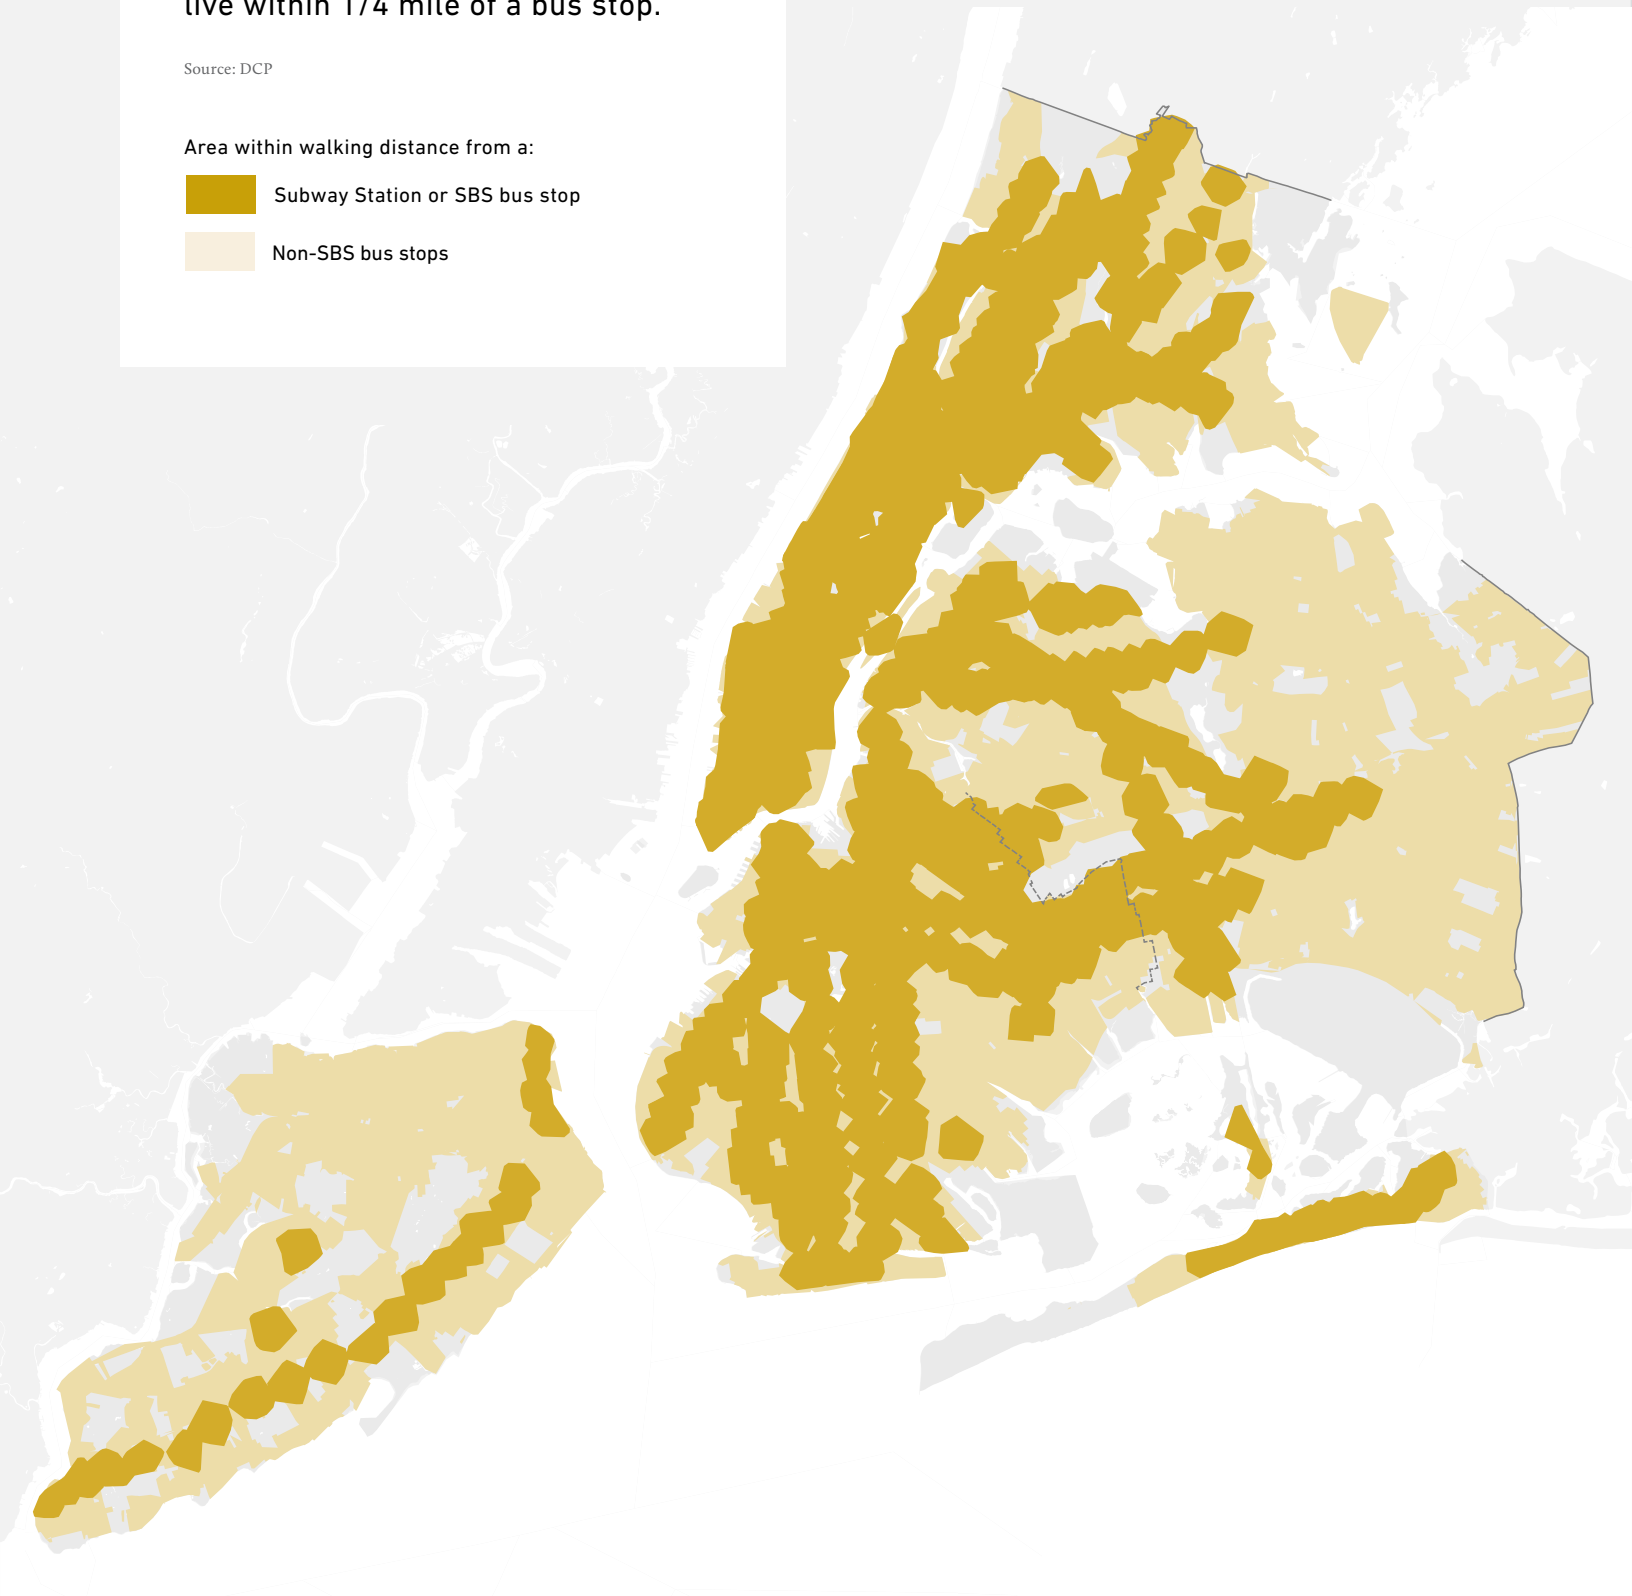 live within 1/4 mile of a bus stop.
Source: DCP
Area within walking distance from a:
Subway Station or SBS bus stop
Non-SBS bus stops